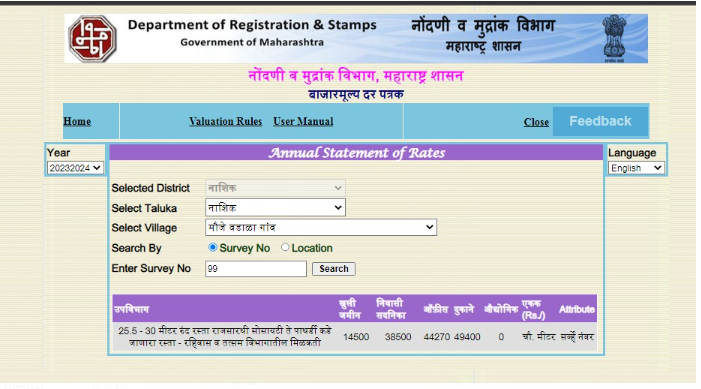 Department of Registration & Stamps
Government of Maharashtra
नोंदणी व मुद्रांक विभाग
महाराष्ट्र शासन
नोंदणी व मुद्रांक विभाग, महाराष्ट्र शासन
बाजारमूल्य दर पत्रक
Home Valuation Rules User Manual Close Feedback
Year
20232024
Annual Statement of Rates
Language
English
Selected District नाशिक
Select Taluka नाशिक
Select Village मौजे वडाळा गांव
Search By Survey No Location
Enter Survey No 99 Search
उपविभाग खुली जमीन निवासी सदनिका ऑफ़ीस दुकाने औद्योगिक एकक (Rs./) Attribute
25.5 - 30 मीटर रुंद रस्ता राजसारथी सोसायटी ते पाथर्डी कडे 14500 38500 44270 49400 0 चौ. मीटर सर्व्हे नंबर
जाणारा रस्ता - रहिवास व तत्सम विभागातील मिळकती